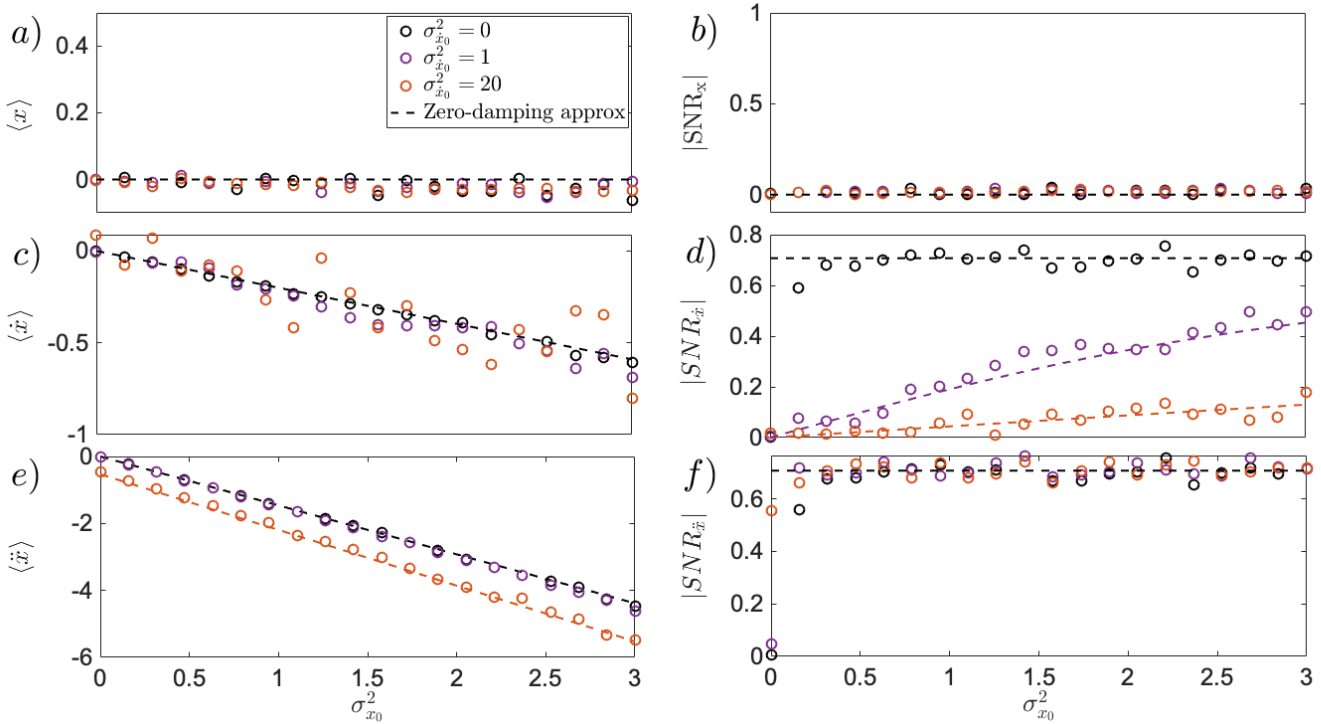 a)
0.4
0.2
0
⟨x⟩
σ²ẋ₀ = 0
σ²ẋ₀ = 1
σ²ẋ₀ = 20
Zero-damping approx
b)
1
0.5
0
|SNRₓ|
c)
0
-0.5
-1
⟨ẋ⟩
d)
0.8
0.6
0.4
0.2
0
|SNRẋ|
e)
0
-2
-4
-6
⟨ẍ⟩
0 0.5 1 1.5 2 2.5 3
σ²x₀
f)
0.6
0.4
0.2
0
|SNRẍ|
0 0.5 1 1.5 2 2.5 3
σ²x₀